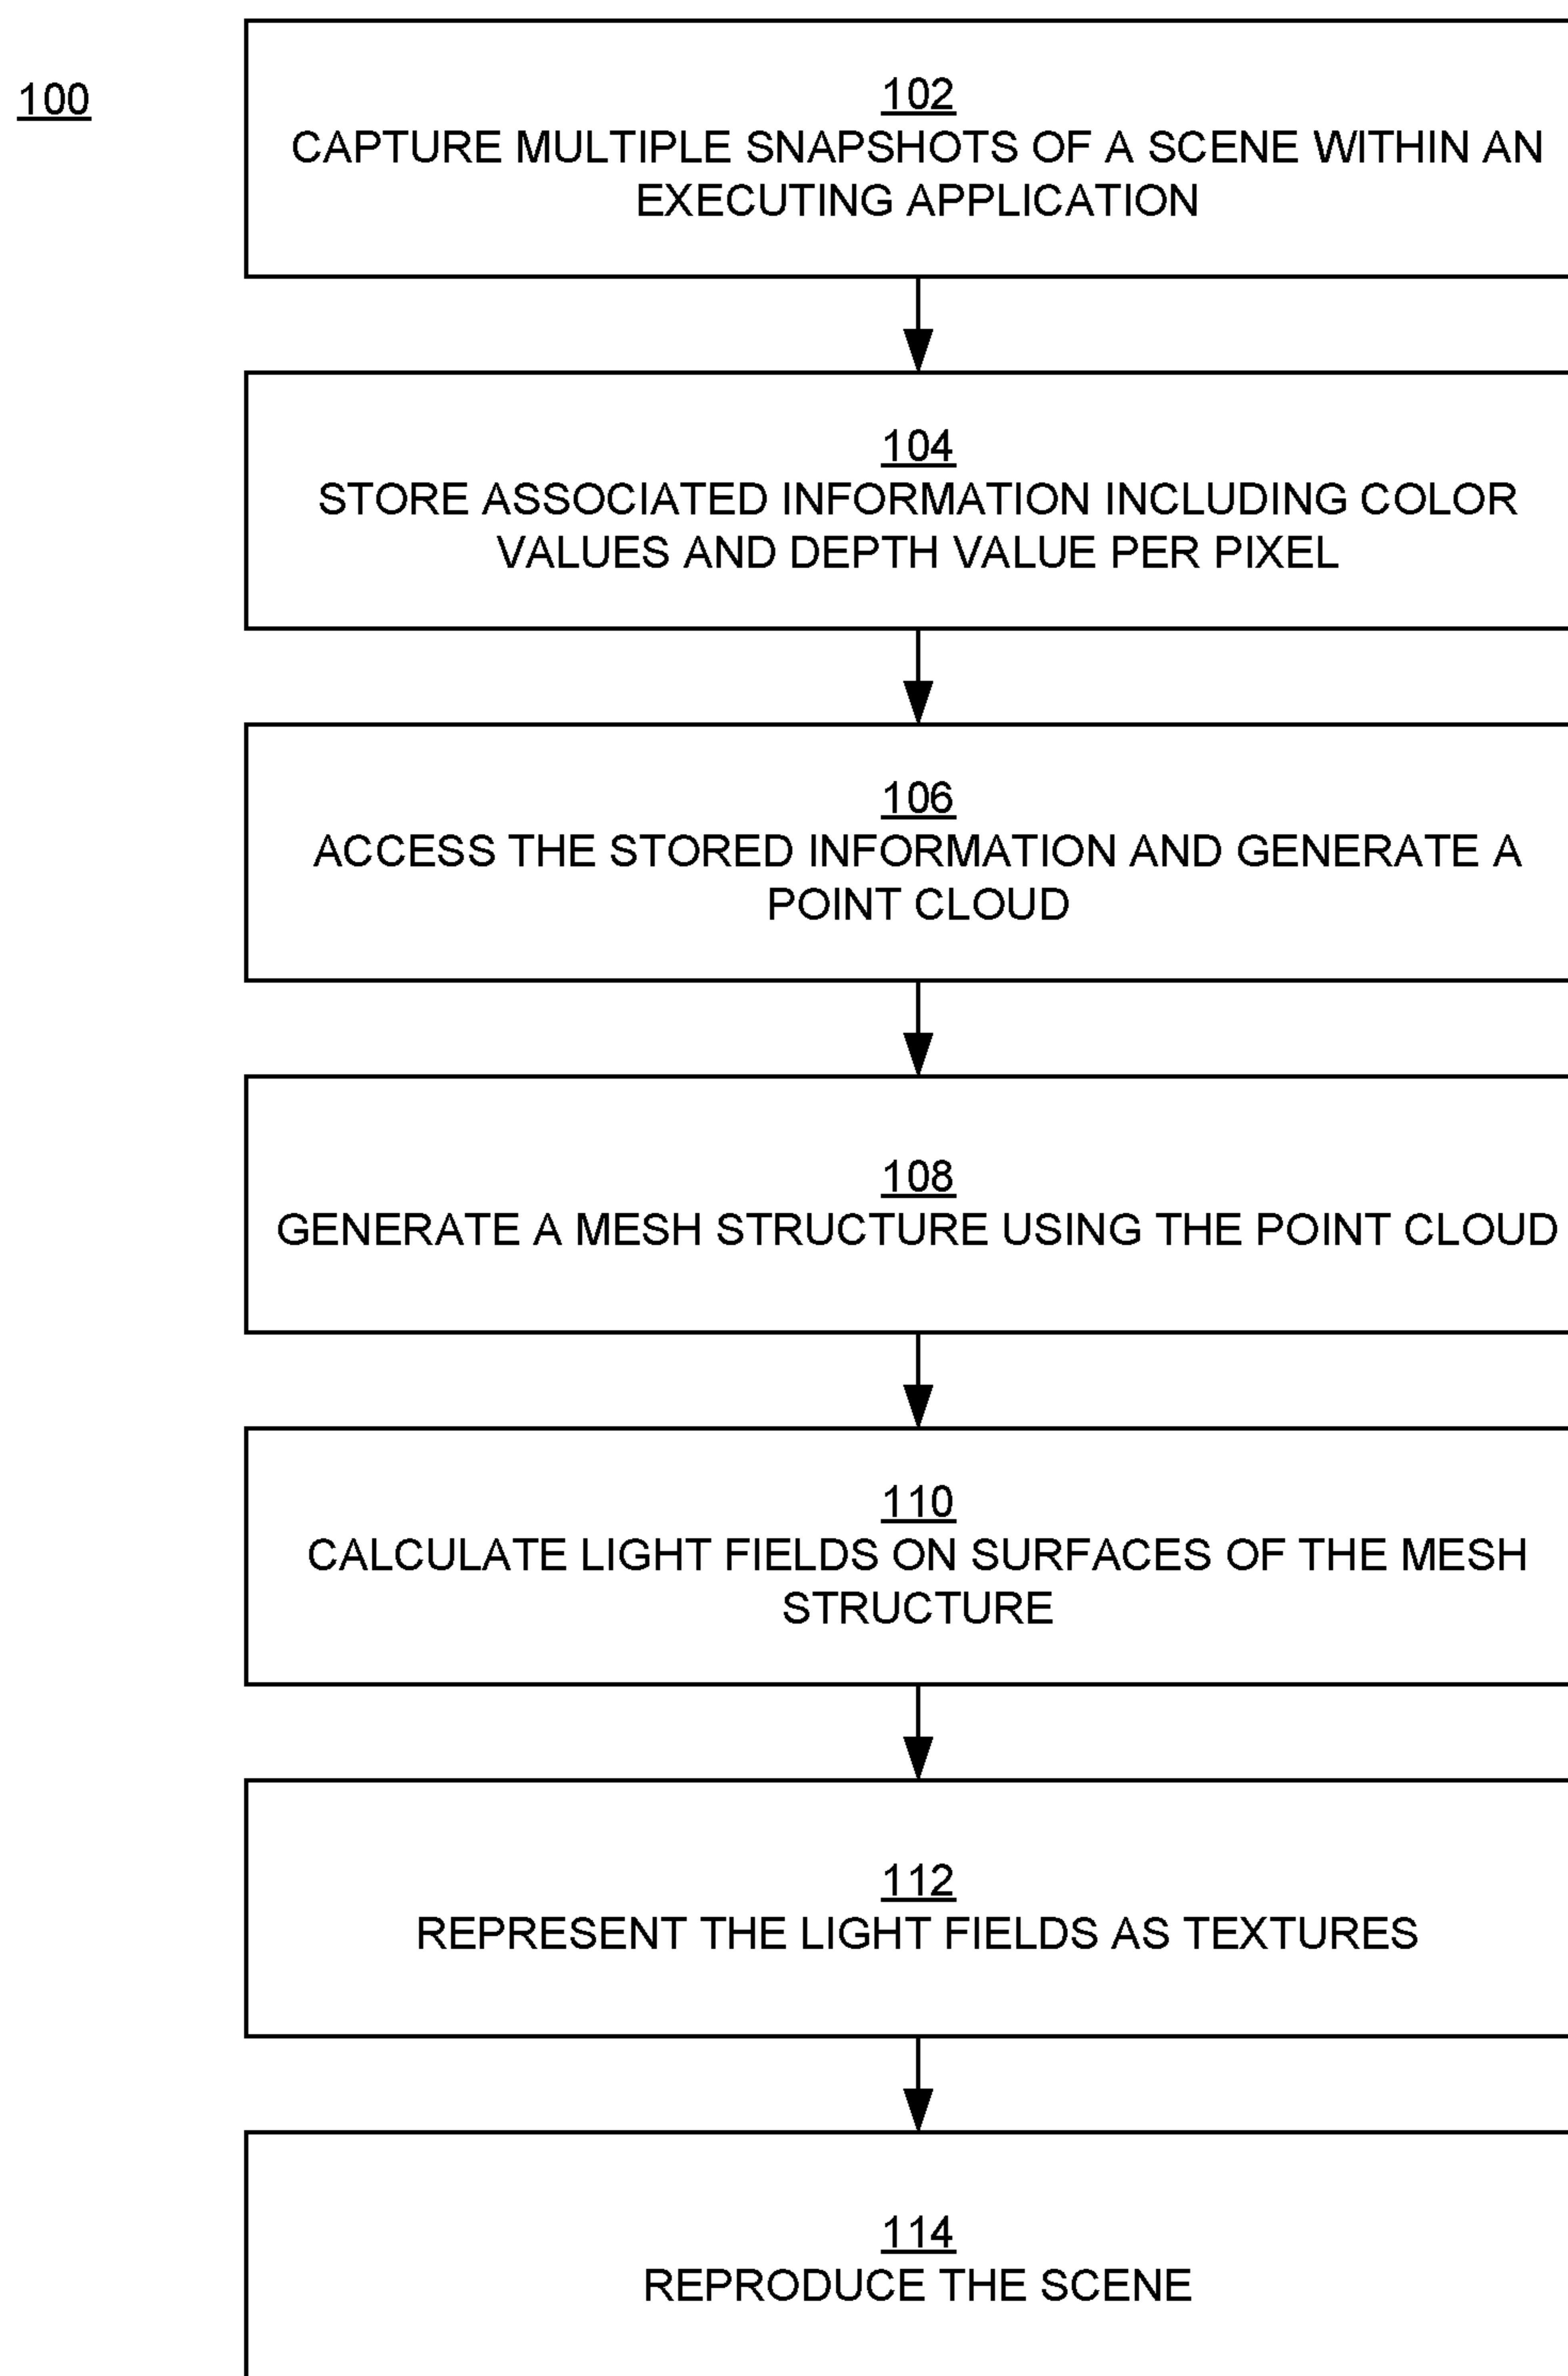 100
102
CAPTURE MULTIPLE SNAPSHOTS OF A SCENE WITHIN AN
EXECUTING APPLICATION
104
STORE ASSOCIATED INFORMATION INCLUDING COLOR
VALUES AND DEPTH VALUE PER PIXEL
106
ACCESS THE STORED INFORMATION AND GENERATE A
POINT CLOUD
108
GENERATE A MESH STRUCTURE USING THE POINT CLOUD
110
CALCULATE LIGHT FIELDS ON SURFACES OF THE MESH
STRUCTURE
112
REPRESENT THE LIGHT FIELDS AS TEXTURES
114
REPRODUCE THE SCENE